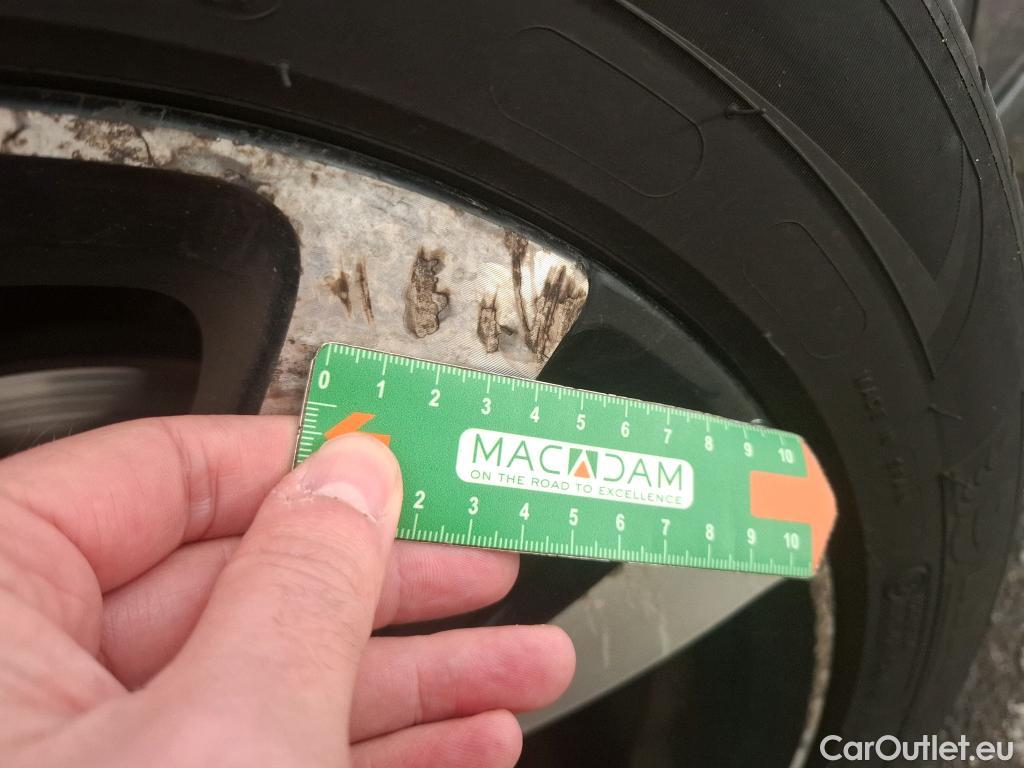 0 1 2 3 4 5 6 7 8 9 10
MACADAM
ON THE ROAD TO EXCELLENCE
2 3 4 5 6 7 8 9 10
CarOutlet.eu